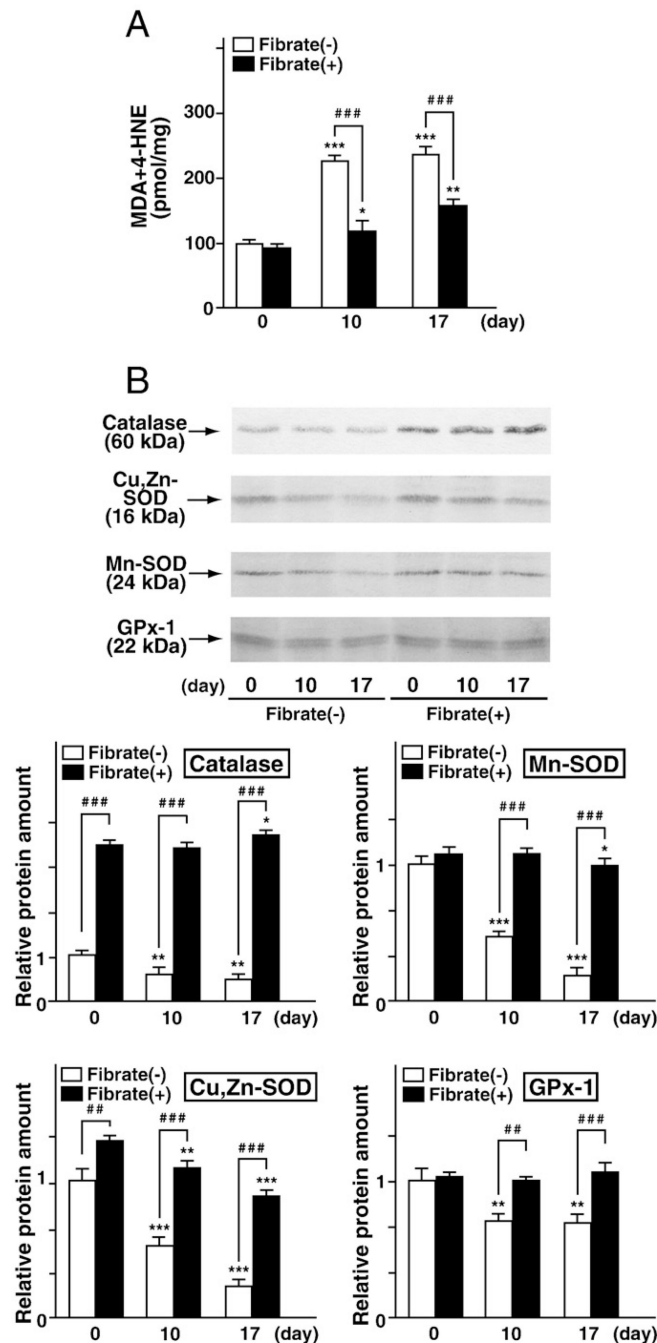 A
Fibrate(-)
Fibrate(+)
MDA+4-HNE
(pmol/mg)
300
200
100
0
###
###
***
***
*
**
0 10 17 (day)
B
Catalase
(60 kDa)
Cu,Zn-
SOD
(16 kDa)
Mn-SOD
(24 kDa)
GPx-1
(22 kDa)
(day) 0 10 17 0 10 17
Fibrate(-) Fibrate(+)
Fibrate(-)
Fibrate(+)
Catalase
Relative protein amount
1
0
### ### ###
** ** *
0 10 17 (day)
Fibrate(-)
Fibrate(+)
Mn-SOD
Relative protein amount
1
0
### ###
*** *** *
0 10 17 (day)
Fibrate(-)
Fibrate(+)
Cu,Zn-SOD
Relative protein amount
1
0
## ### ###
*** ** *** ***
0 10 17 (day)
Fibrate(-)
Fibrate(+)
GPx-1
Relative protein amount
1
0
## ###
** **
0 10 17 (day)